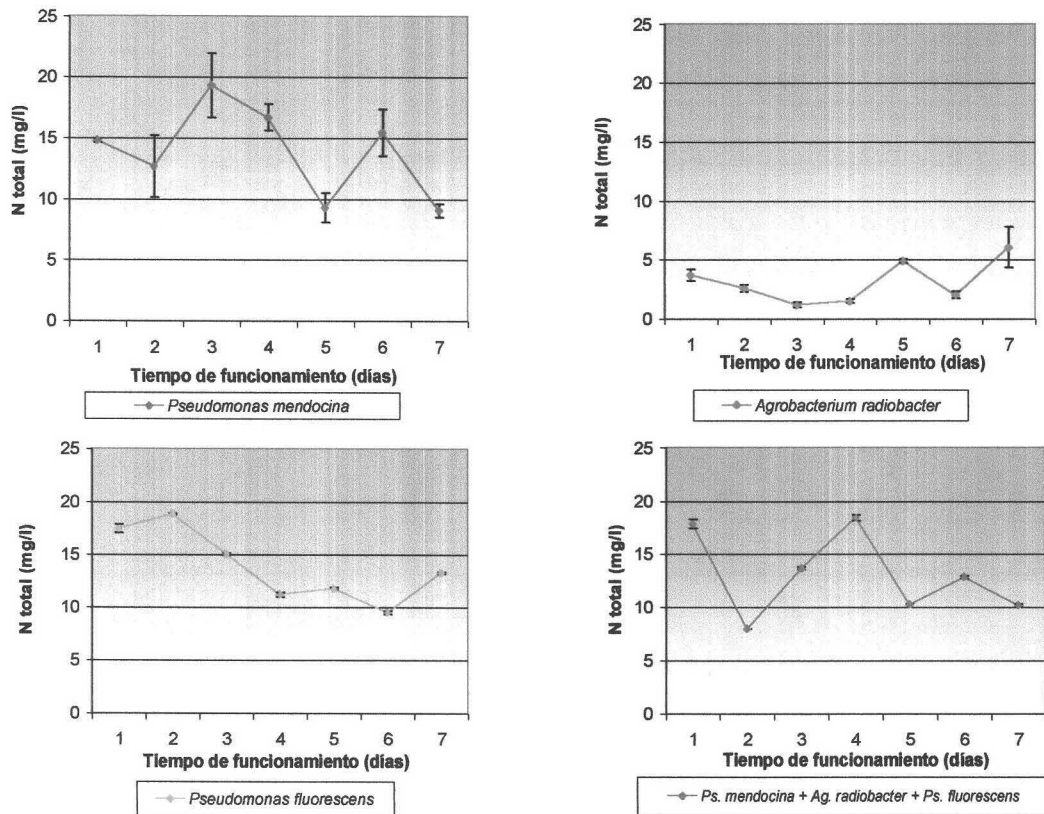 25
20
15
10
5
0
N total (mg/l)
1 2 3 4 5 6 7
Tiempo de funcionamiento (días)
Pseudomonas mendocina
25
20
15
10
5
0
N total (mg/l)
1 2 3 4 5 6 7
Tiempo de funcionamiento (días)
Agrobacterium radiobacter
25
20
15
10
5
0
N total (mg/l)
1 2 3 4 5 6 7
Tiempo de funcionamiento (días)
Pseudomonas fluorescens
25
20
15
10
5
0
N total (mg/l)
1 2 3 4 5 6 7
Tiempo de funcionamiento (días)
Ps. mendocina + Ag. radiobacter + Ps. fluorescens